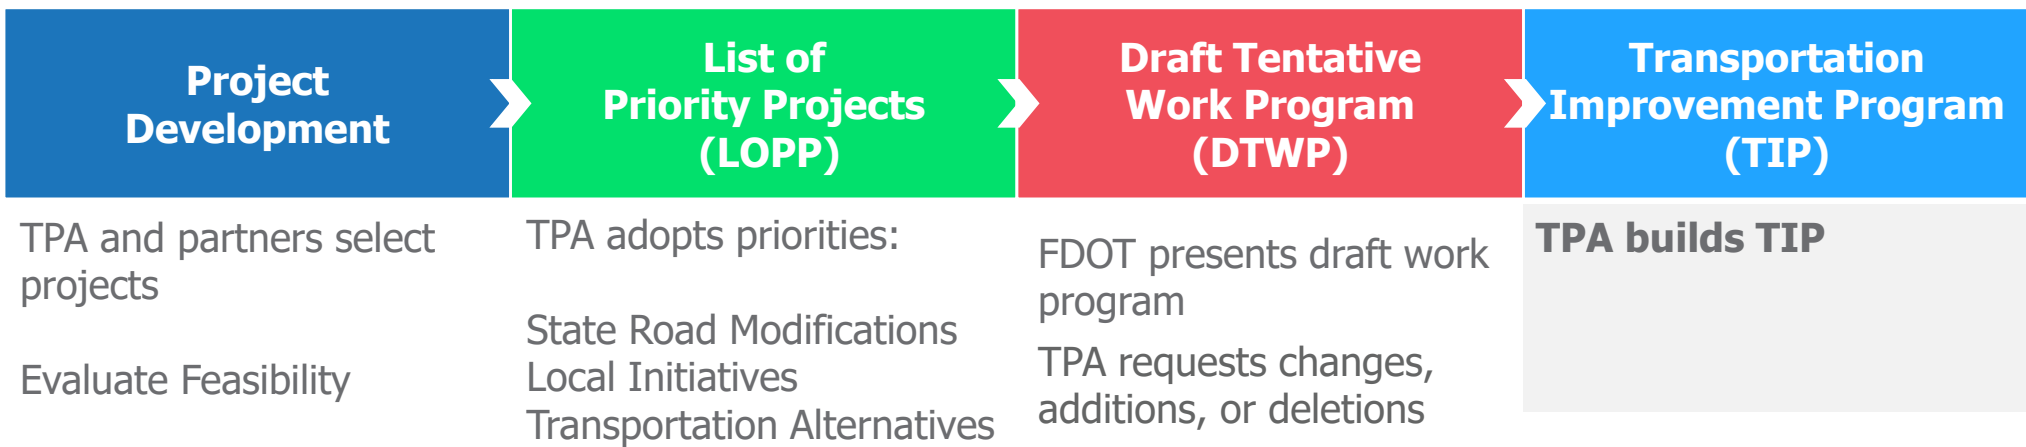 Project
Development
TPA and partners select
projects
Evaluate Feasibility
List of
Priority Projects
(LOPP)
TPA adopts priorities:
State Road Modifications
Local Initiatives
Transportation Alternatives
Draft Tentative
Work Program
(DTWP)
FDOT presents draft work
program
TPA requests changes,
additions, or deletions
Transportation
Improvement Program
(TIP)
TPA builds TIP